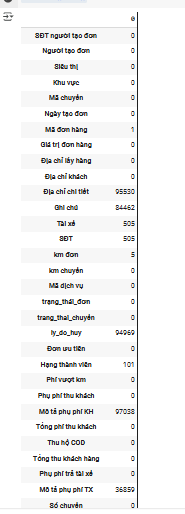 0
SĐT người tạo đơn 0
Người đơn 0
Siêu thị 0
Khu vực 0
Mã chuyến 0
Ngày tạo đơn 0
Mã đơn hàng 1
Giá trị đơn hàng 0
Địa chỉ lấy hàng 0
Địa chỉ khách 0
Địa chỉ chi tiết 95530
Ghi chú 84462
Tài xế 505
SĐT 505
km đơn 5
km chuyến 0
Mã dịch vụ 0
trạng_thái_đơn 0
trang_thai_chuyến 0
ly_do_huy 94969
Đơn ưu tiên 0
Hạng thành viên 101
Phí vượt km 0
Phụ phí thu khách 0
Mô tả phụ phí KH 97038
Tổng phí thu khách 0
Thu hộ COD 0
Tổng thu khách hàng 0
Phụ phí trả tài xế 0
Mô tả phụ phí TX 36859
Số chuyến 0